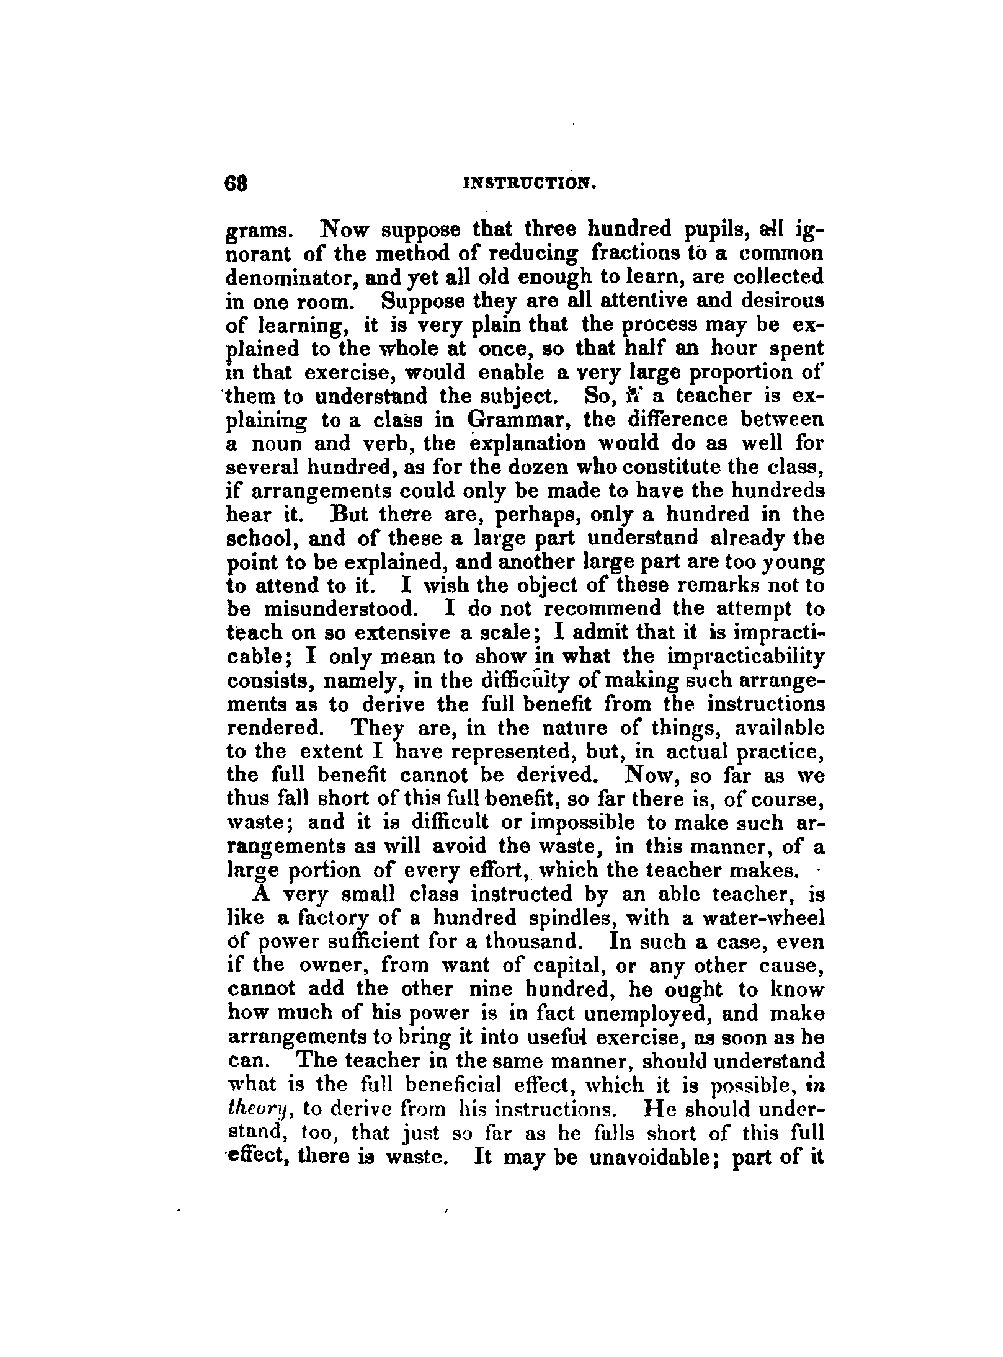 68 INSTRUCTION.
grams. Now suppose that three hundred pupils, all ig-
norant of the method of reducing fractions to a common
denominator, and yet all old enough to learn, are collected
in one room. Suppose they are all attentive and desirous
of learning, it is very plain that the process may be ex-
plained to the whole at once, so that half an hour spent
in that exercise, would enable a very large proportion of
them to understand the subject. So, if a teacher is ex-
plaining to a class in Grammar, the difference between
a noun and verb, the explanation would do as well for
several hundred, as for the dozen who constitute the class,
if arrangements could only be made to have the hundreds
hear it. But there are, perhaps, only a hundred in the
school, and of these a large part understand already the
point to be explained, and another large part are too young
to attend to it. I wish the object of these remarks not to
be misunderstood. I do not recommend the attempt to
teach on so extensive a scale; I admit that it is impracti-
cable; I only mean to show in what the impracticability
consists, namely, in the difficulty of making such arrange-
ments as to derive the full benefit from the instructions
rendered. They are, in the nature of things, available
to the extent I have represented, but, in actual practice,
the full benefit cannot be derived. Now, so far as we
thus fall short of this full benefit, so far there is, of course,
waste; and it is difficult or impossible to make such ar-
rangements as will avoid the waste, in this manner, of a
large portion of every effort, which the teacher makes.
A very small class instructed by an able teacher, is
like a factory of a hundred spindles, with a water-wheel
of power sufficient for a thousand. In such a case, even
if the owner, from want of capital, or any other cause,
cannot add the other nine hundred, he ought to know
how much of his power is in fact unemployed, and make
arrangements to bring it into useful exercise, as soon as he
can. The teacher in the same manner, should understand
what is the full beneficial effect, which it is possible, in
theory, to derive from his instructions. He should under-
stand, too, that just so far as he falls short of this full
effect, there is waste. It may be unavoidable; part of it